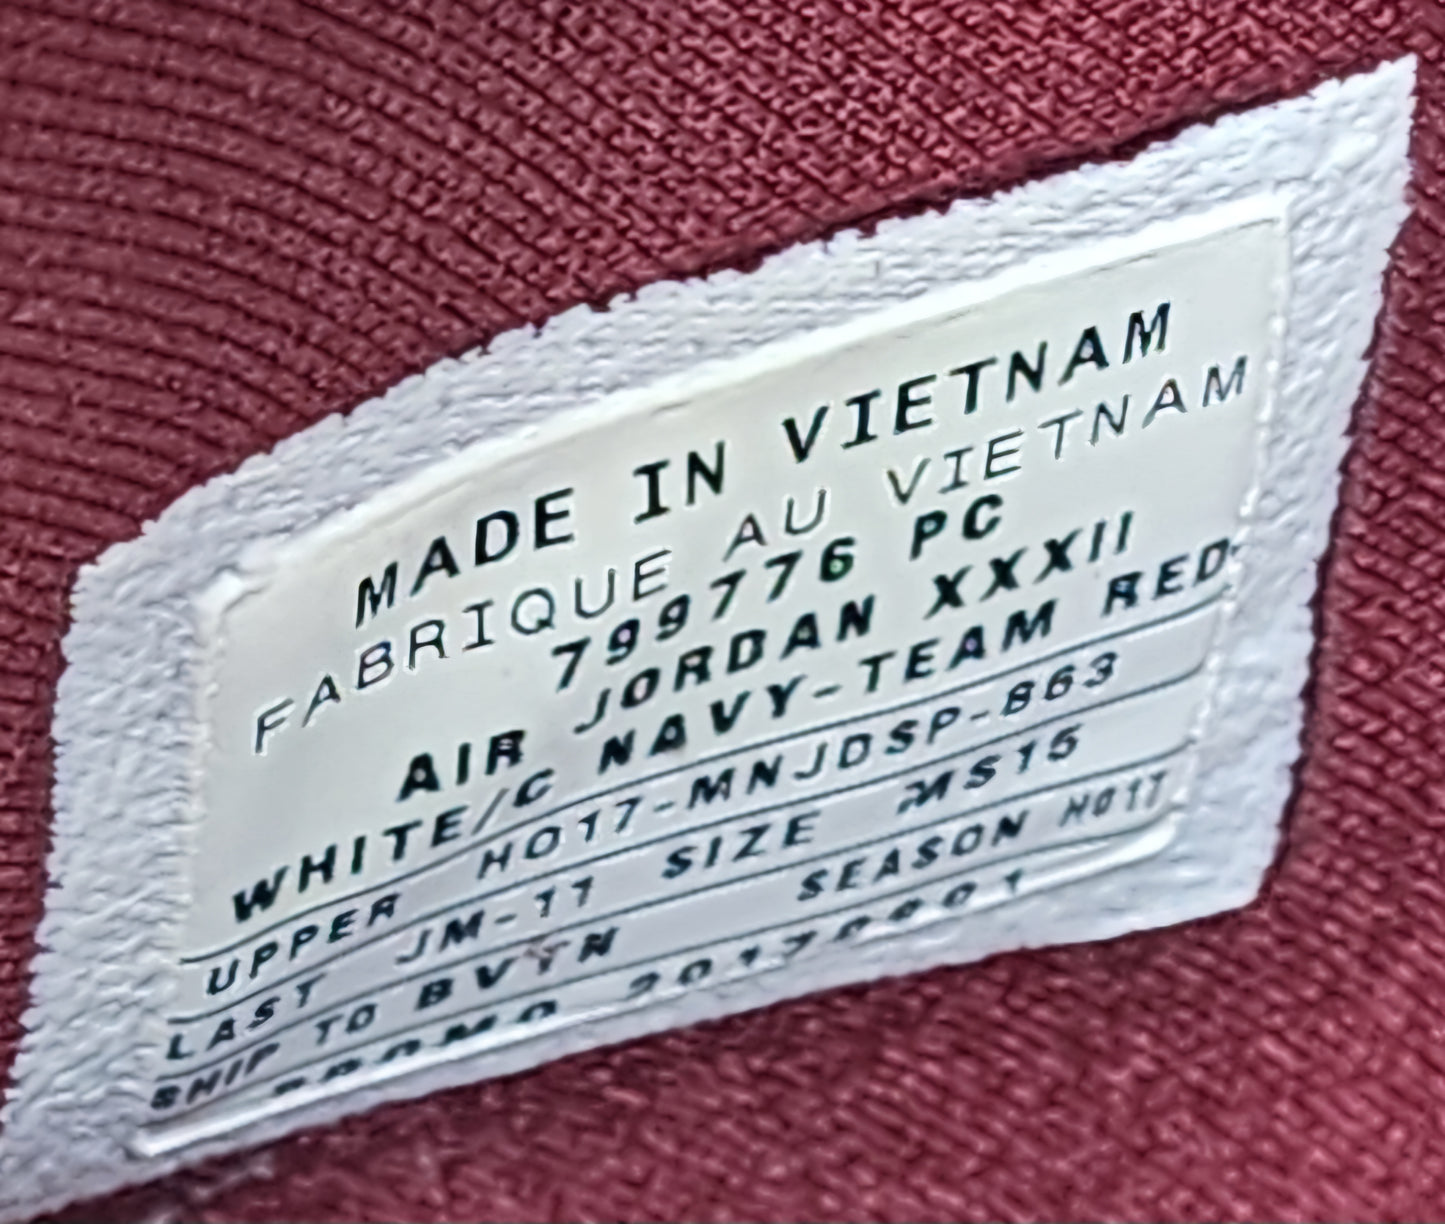 MADE IN VIETNAM
FABRIQUE AU VIETNAM
799776 PC
AIR JORDAN XXXII
WHITE/C NAVY-TEAM RED
UPPER HO17-MNJDSP-863
LAST JM-11 SIZE MS15
SHIP TO BVTN SEASON HO17